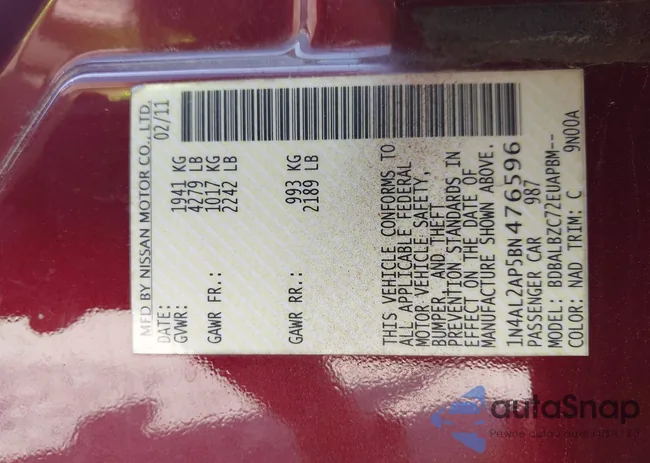 MFD BY NISSAN MOTOR CO., LTD.
DATE: 02/11
GVWR: 1941 KG
4279 LB
GAWR FR.: 1017 KG
2242 LB
GAWR RR.: 993 KG
2189 LB
THIS VEHICLE CONFORMS TO
ALL APPLICABLE FEDERAL
MOTOR VEHICLE SAFETY,
BUMPER, AND THEFT
PREVENTION STANDARDS IN
EFFECT ON THE DATE OF
MANUFACTURE SHOWN ABOVE.
1N4AL2AP5BN476596
PASSENGER CAR 987
MODEL: BDBALBZC72EUAPBM--
COLOR: NAD TRIM: C 9N00A
autaSnap